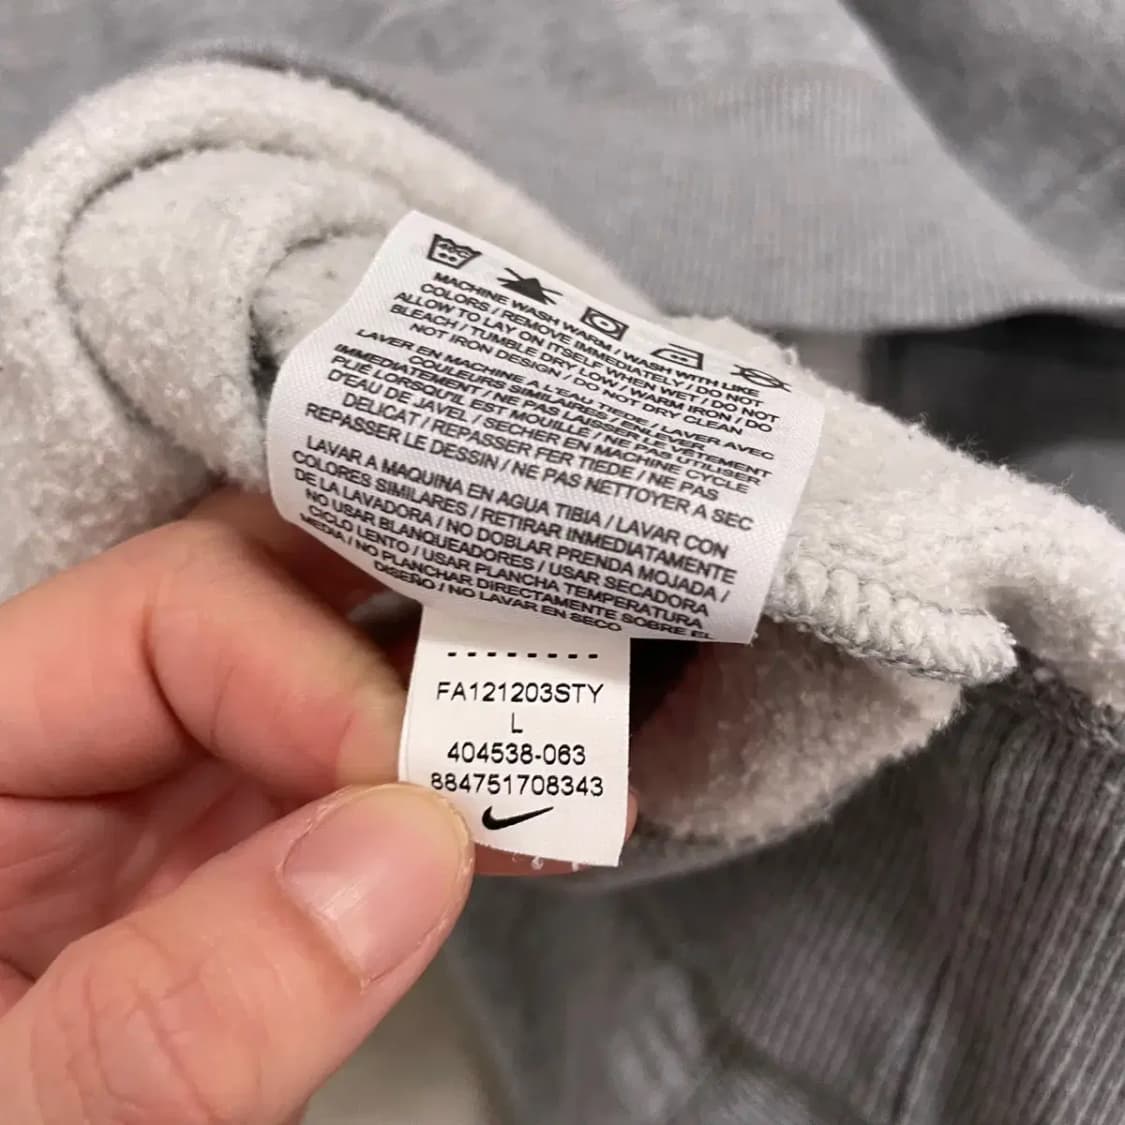 MACHINE WASH WARM / WASH WITH LIKE
COLORS / REMOVE IMMEDIATELY / DO NOT
ALLOW TO LAY ON ITSELF WHEN WET / DO NOT
BLEACH / TUMBLE DRY LOW / WARM IRON / DO
NOT IRON DESIGN / DO NOT DRY CLEAN
LAVER EN MACHINE A L'EAU TIEDE / LAVER AVEC
COULEURS SIMILAIRES / ENLEVER
IMMEDIATEMENT / NE PAS LAISSER LE VÊTEMENT
PLIÉ LORSQU'IL EST MOUILLÉ / NE PAS UTILISER
D'EAU DE JAVEL / SECHER EN MACHINE CYCLE
DELICAT / REPASSER FER TIEDE / NE PAS
REPASSER LE DESSIN / NE PAS NETTOYER A SEC
LAVAR A MAQUINA EN AGUA TIBIA / LAVAR CON
COLORES SIMILARES / RETIRAR INMEDIATAMENTE
DE LA LAVADORA / NO DOBLAR PRENDA MOJADA /
NO USAR BLANQUEADORES / USAR SECADORA
CICLO LENTO / USAR PLANCHA TEMPERATURA
MEDIA / NO PLANCHAR DIRECTAMENTE SOBRE EL
DISEÑO / NO LAVAR EN SECO
--------
FA121203STY
L
404538-063
884751708343